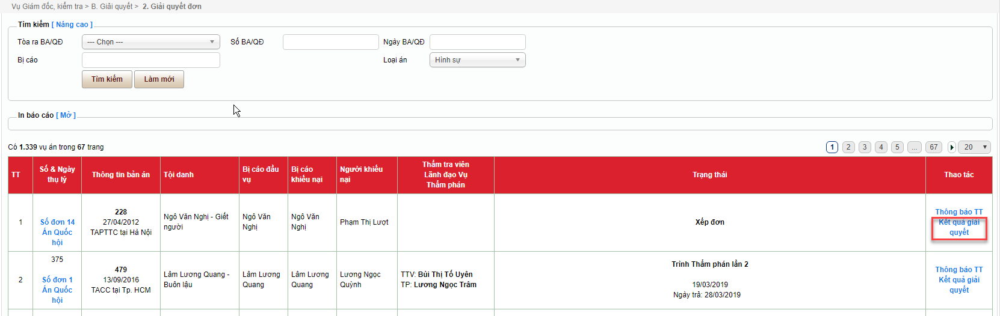 Vụ Giám đốc, kiểm tra > B. Giải quyết > 2. Giải quyết đơn
Tìm kiếm [ Nâng cao ]
Tòa ra BA/QĐ --- Chọn --- Số BA/QĐ Ngày BA/QĐ
Bị cáo Loại án Hình sự
Tìm kiếm Làm mới
In báo cáo [ Mở ]
Có 1.339 vụ án trong 67 trang 1 2 3 4 5 ... 67 20
TT
Số & Ngày
thụ lý
Thông tin bản án
Tội danh
Bị cáo đầu
vụ
Bị cáo
khiếu nại
Người khiếu
nại
Thẩm tra viên
Lãnh đạo Vụ
Thẩm phán
Trạng thái
Thao tác
1
Số đơn 14
Án Quốc
hội
228
27/04/2012
TAPTTC tại Hà Nội
Ngô Văn Nghị - Giết
người
Ngô Văn
Nghị
Ngô Văn
Nghị
Phạm Thị Lượt
Xếp đơn
Thông báo TT
Kết quả giải
quyết
2
375
Số đơn 1
Án Quốc
hội
479
13/09/2016
TACC tại Tp. HCM
Lâm Lương Quang -
Buôn lậu
Lâm Lương
Quang
Lâm Lương
Quang
Lương Ngọc
Quỳnh
TTV: Bùi Thị Tố Uyên
TP: Lương Ngọc Trâm
Trình Thẩm phán lần 2
19/03/2019
Ngày trả: 28/03/2019
Thông báo TT
Kết quả giải
quyết